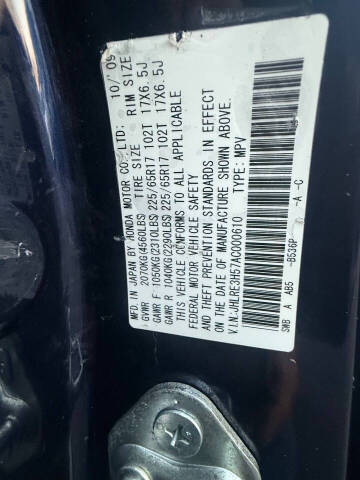 MFD. IN JAPAN BY HONDA MOTOR CO., LTD. 10/'09
TIRE SIZE RIM SIZE
GVWR 2070KG(4560LBS)
GAWR F 1050KG(2310LBS) 225/65R17 102T 17X6.5J
GAWR R 1040KG(2290LBS) 225/65R17 102T 17X6.5J
THIS VEHICLE CONFORMS TO ALL APPLICABLE
FEDERAL MOTOR VEHICLE SAFETY
AND THEFT PREVENTION STANDARDS IN EFFECT
ON THE DATE OF MANUFACTURE SHOWN ABOVE.
V.I.N.:JHLRE3H57AC000610 TYPE: MPV
SWB A AB5 -B536P -A -C